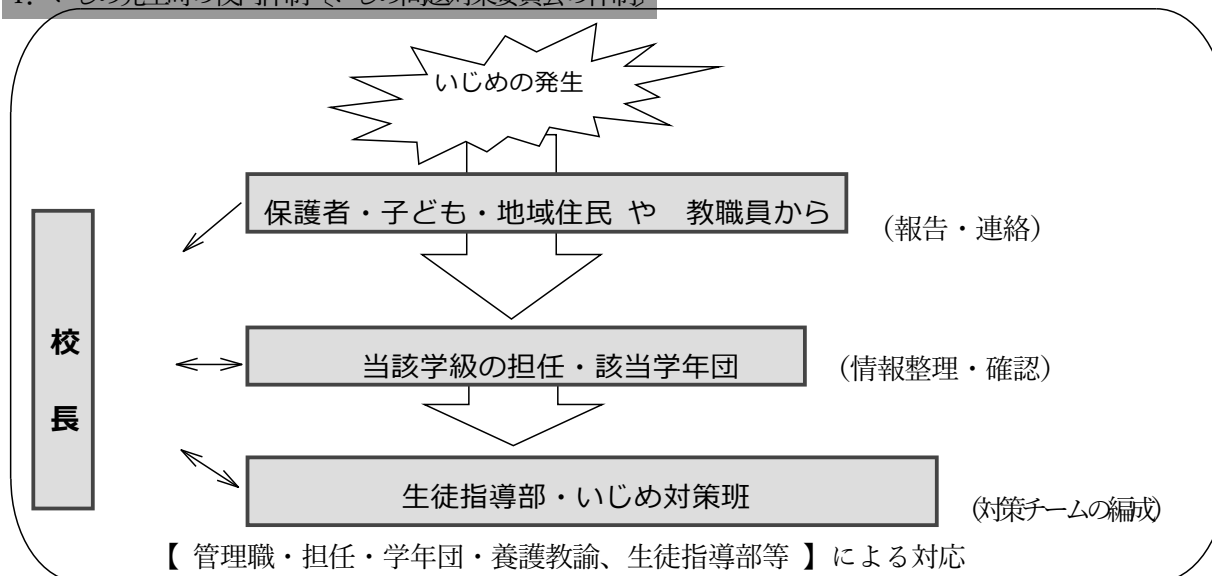 いじめの発生
保護者・子ども・地域住民 や 教職員から
(報告・連絡)
校長
当該学級の担任・該当学年団
(情報整理・確認)
生徒指導部・いじめ対策班
(対策チームの編成)
【 管理職・担任・学年団・養護教諭、生徒指導部等 】による対応